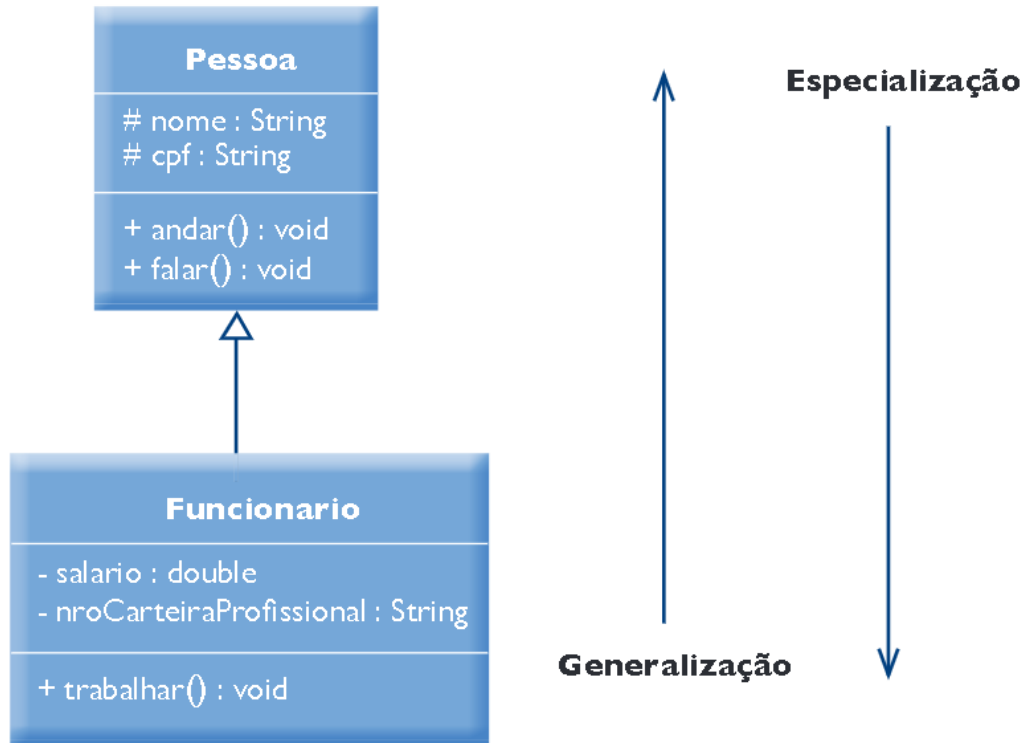 Pessoa
# nome : String
# cpf : String
+ andar() : void
+ falar() : void
Funcionario
- salario : double
- nroCarteiraProfissional : String
+ trabalhar() : void
Especialização
Generalização